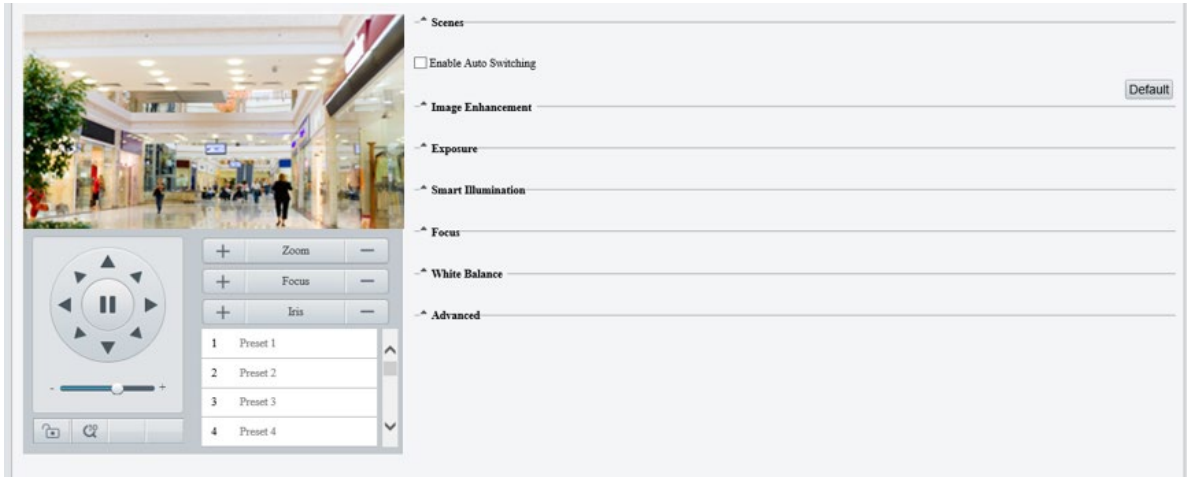 Scenes
Enable Auto Switching
Default
Image Enhancement
Exposure
Smart Illumination
Focus
White Balance
Advanced
+ Zoom −
+ Focus −
+ Iris −
1 Preset 1
2 Preset 2
3 Preset 3
4 Preset 4
- +
3D